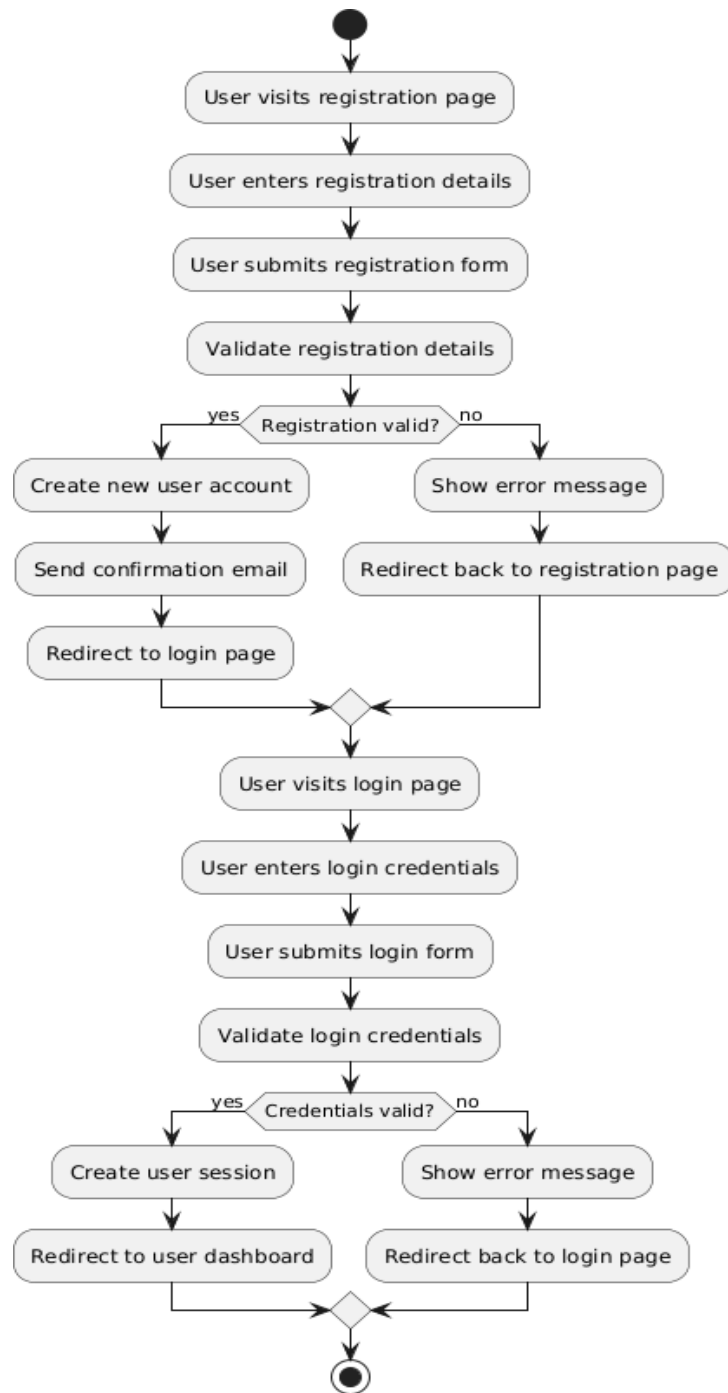 User visits registration page
User enters registration details
User submits registration form
Validate registration details
yes
Registration valid?
no
Create new user account
Show error message
Send confirmation email
Redirect back to registration page
Redirect to login page
User visits login page
User enters login credentials
User submits login form
Validate login credentials
yes
Credentials valid?
no
Create user session
Show error message
Redirect to user dashboard
Redirect back to login page